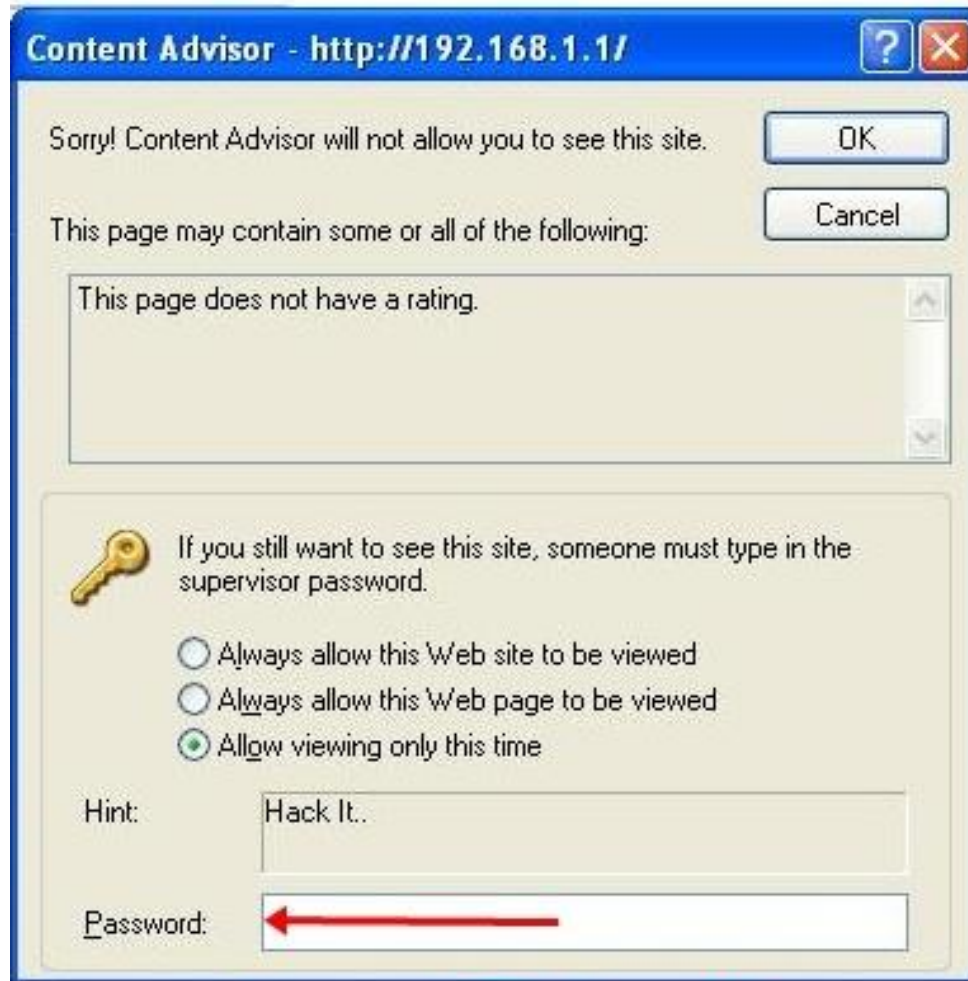 Content Advisor - http://192.168.1.1/
Sorry! Content Advisor will not allow you to see this site.
OK
Cancel
This page may contain some or all of the following:
This page does not have a rating.
If you still want to see this site, someone must type in the
supervisor password.
Always allow this Web site to be viewed
Always allow this Web page to be viewed
Allow viewing only this time
Hint:
Hack It..
Password: